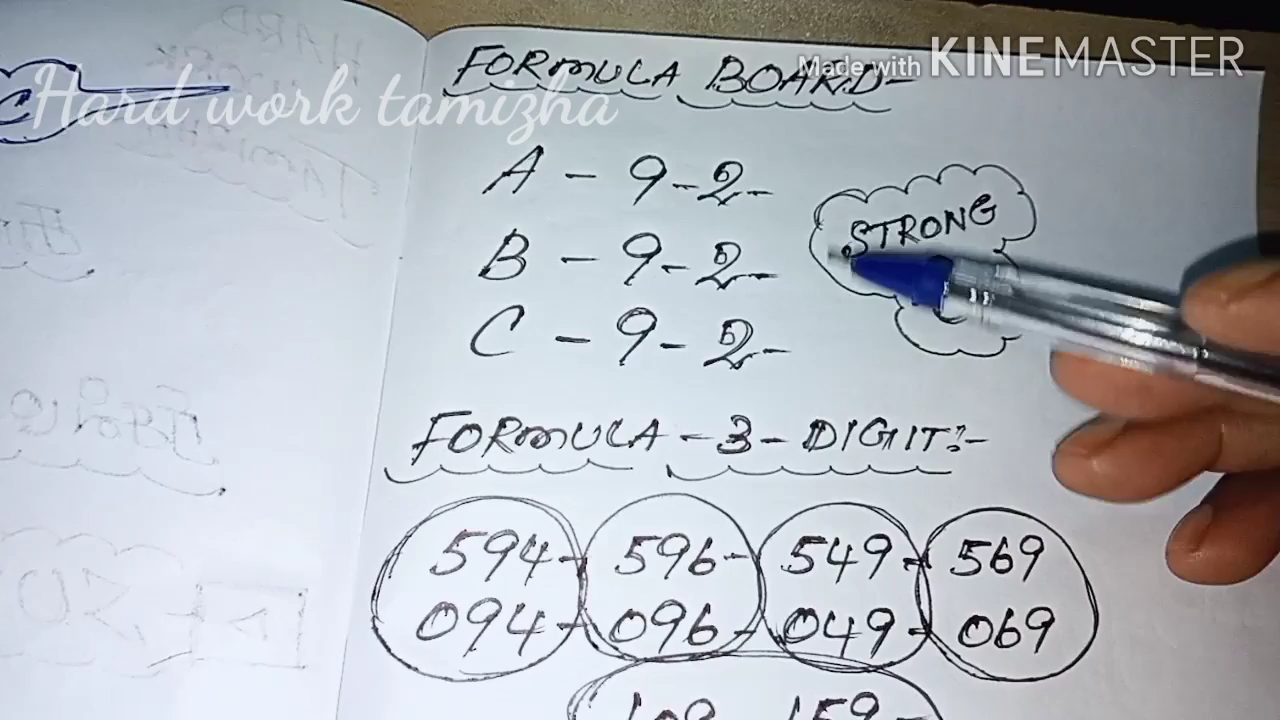 FORMULA BOARD-
Made with KINEMASTER
Hard work tamizha
C
A - 9 - 2 -
B - 9 - 2 -
C - 9 - 2 -
STRONG
FORMULA - 3 - DIGIT:-
594 - 596 - 549 - 569
094 - 096 - 049 - 069
159 -